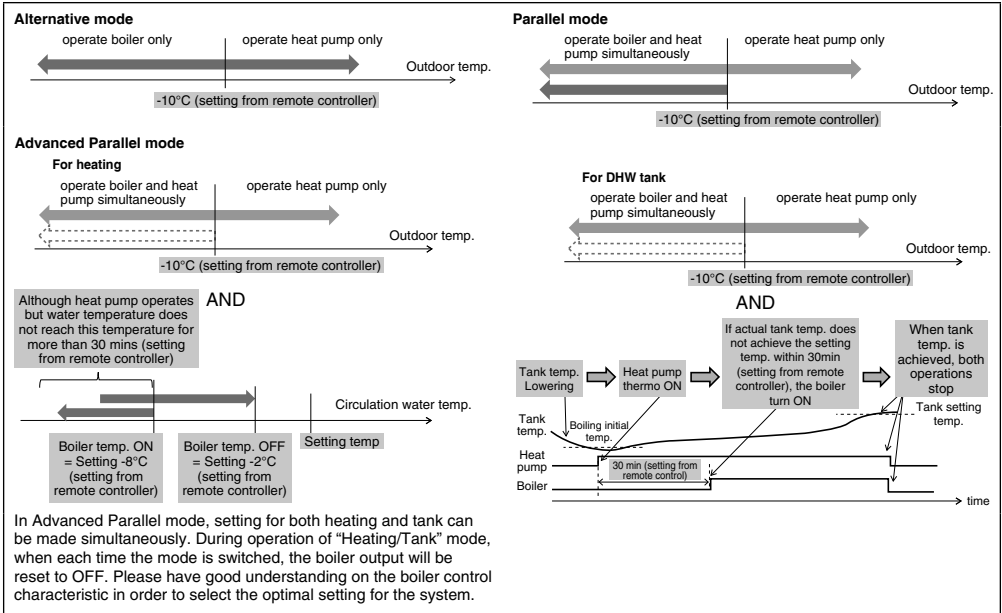 Alternative mode
operate boiler only
operate heat pump only
Outdoor temp.
-10°C (setting from remote controller)
Parallel mode
operate boiler and heat
pump simultaneously
operate heat pump only
Outdoor temp.
-10°C (setting from remote controller)
Advanced Parallel mode
For heating
operate boiler and heat
pump simultaneously
operate heat pump only
Outdoor temp.
-10°C (setting from remote controller)
AND
Although heat pump operates
but water temperature does
not reach this temperature for
more than 30 mins (setting
from remote controller)
Circulation water temp.
Boiler temp. ON
= Setting -8°C
(setting from
remote controller)
Boiler temp. OFF
= Setting -2°C
(setting from
remote controller)
Setting temp
For DHW tank
operate boiler and heat
pump simultaneously
operate heat pump only
Outdoor temp.
-10°C (setting from remote controller)
AND
Tank temp.
Lowering
Heat pump
thermo ON
If actual tank temp. does
not achieve the setting
temp. within 30min
(setting from remote
controller), the boiler
turn ON
When tank
temp. is
achieved, both
operations
stop
Tank setting
temp.
Tank
temp.
Boiling initial
temp.
Heat
pump
30 min (setting from
remote control)
Boiler
time
In Advanced Parallel mode, setting for both heating and tank can
be made simultaneously. During operation of “Heating/Tank” mode,
when each time the mode is switched, the boiler output will be
reset to OFF. Please have good understanding on the boiler control
characteristic in order to select the optimal setting for the system.